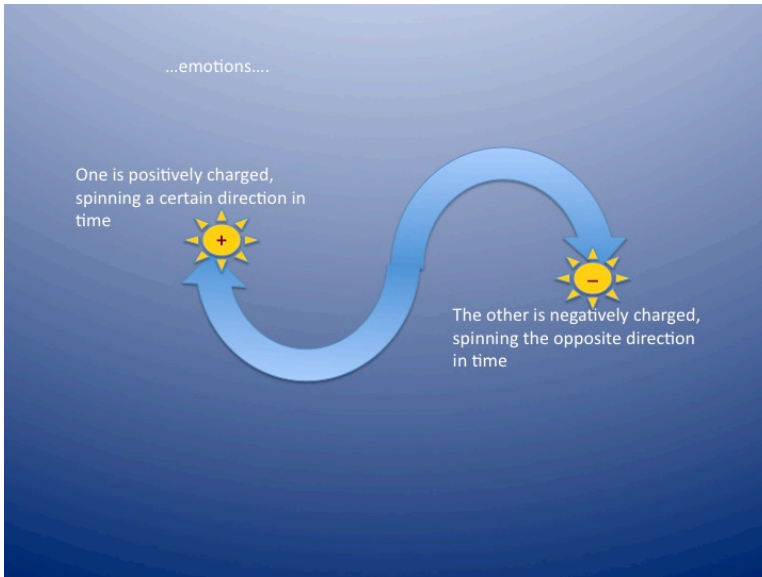 ...emotions....
One is positively charged,
spinning a certain direction in
time
+
–
The other is negatively charged,
spinning the opposite direction
in time